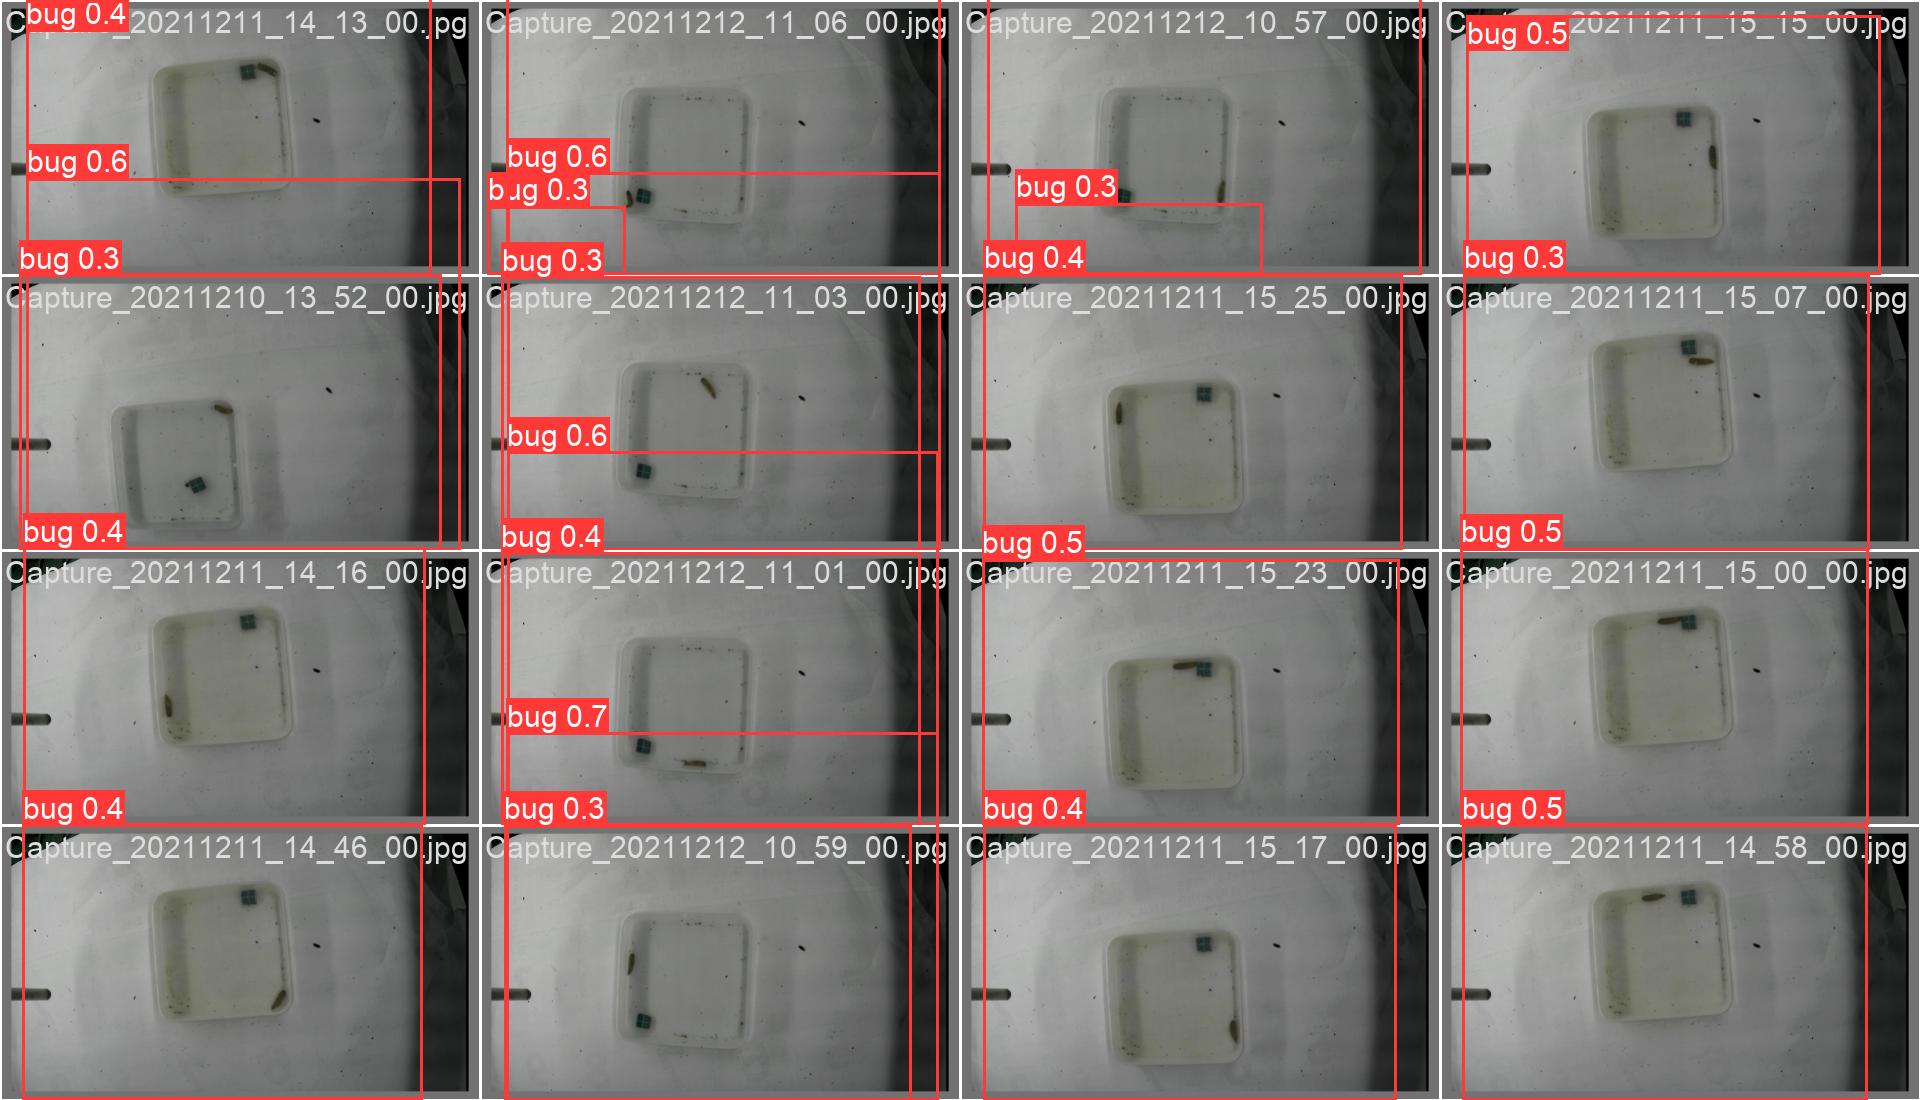 bug 0.4
Capture_20211211_14_13_00.jpg
bug 0.6
Capture_20211212_11_06_00.jpg
bug 0.6
bug 0.3
Capture_20211212_10_57_00.jpg
bug 0.3
Capture_20211211_15_15_00.jpg
bug 0.5
bug 0.3
Capture_20211210_13_52_00.jpg
bug 0.3
Capture_20211212_11_03_00.jpg
bug 0.6
bug 0.4
Capture_20211211_15_25_00.jpg
bug 0.3
Capture_20211211_15_07_00.jpg
bug 0.4
Capture_20211211_14_16_00.jpg
bug 0.4
Capture_20211212_11_01_00.jpg
bug 0.7
bug 0.5
Capture_20211211_15_23_00.jpg
bug 0.5
Capture_20211211_15_00_00.jpg
bug 0.4
Capture_20211211_14_46_00.jpg
bug 0.3
Capture_20211212_10_59_00.jpg
bug 0.4
Capture_20211211_15_17_00.jpg
bug 0.5
Capture_20211211_14_58_00.jpg